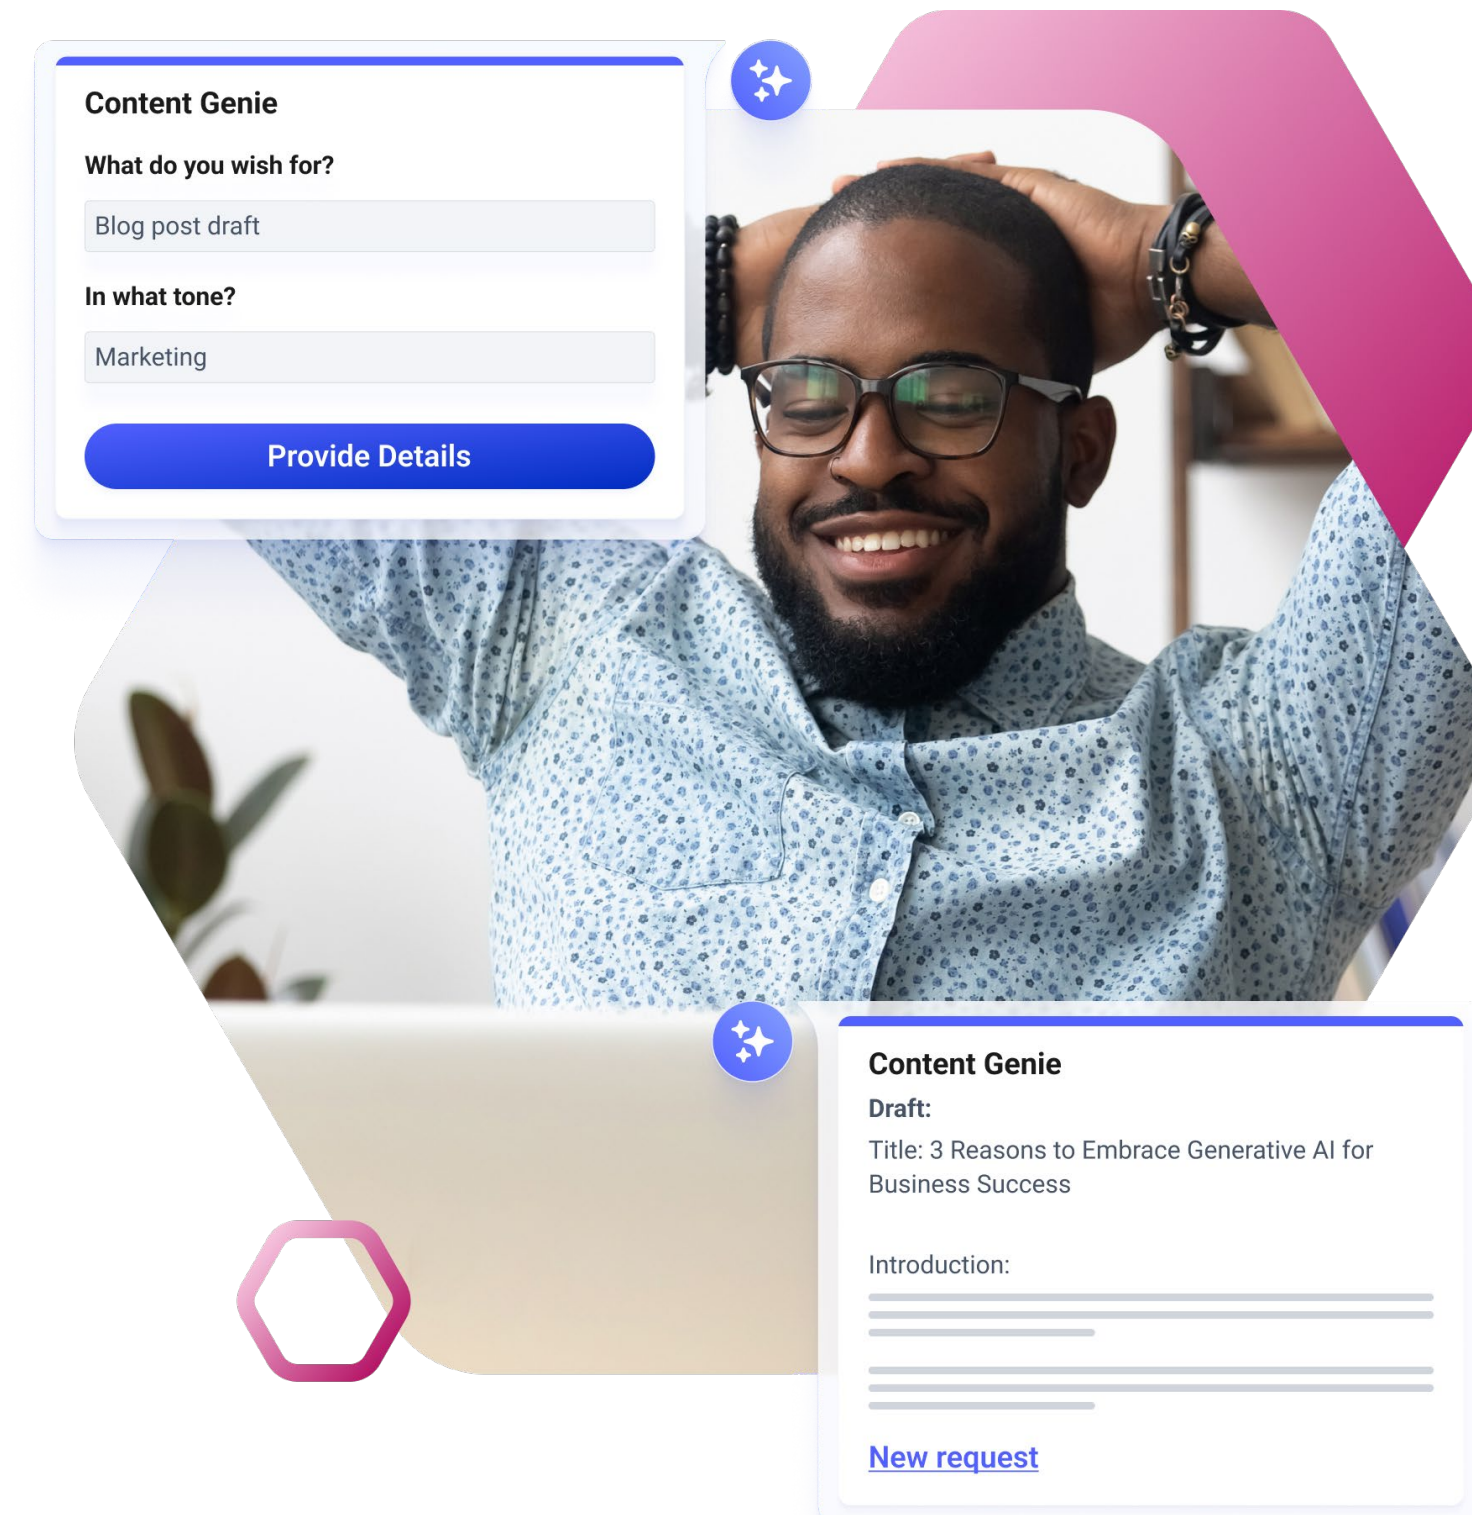 Content Genie
What do you wish for?
Blog post draft
In what tone?
Marketing
Provide Details
Content Genie
Draft:
Title: 3 Reasons to Embrace Generative AI for
Business Success
Introduction:
New request